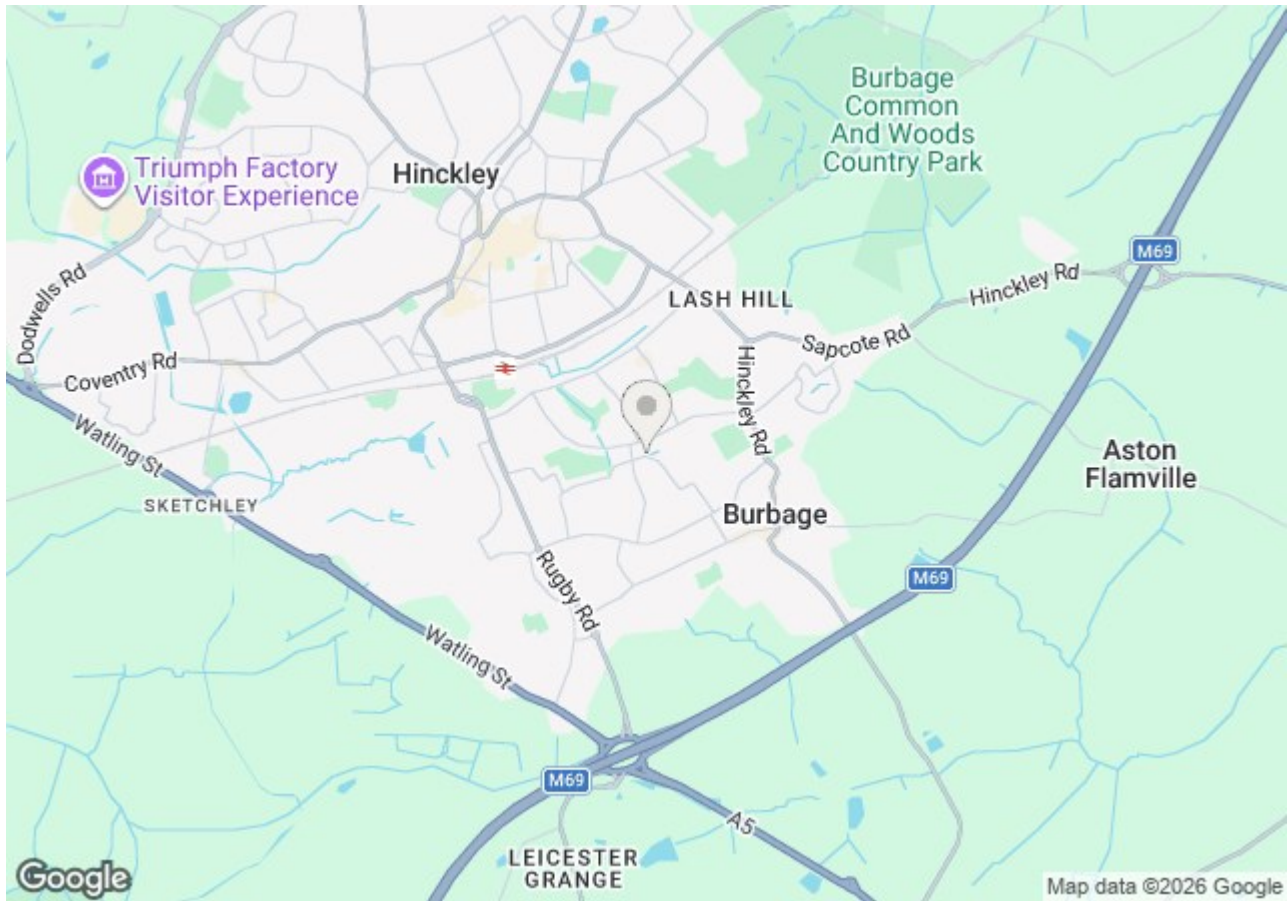 Burbage
Common
And Woods
Country Park
Triumph Factory
Visitor Experience
Hinckley
M69
Dodwells Rd
LASH HILL
Hinckley Rd
Sapcote Rd
Coventry Rd
Hinckley Rd
Watling St
Aston
Flamville
SKETCHLEY
Burbage
M69
Rugby Rd
Watling St
M69
A5
LEICESTER
GRANGE
Google
Map data ©2026 Google